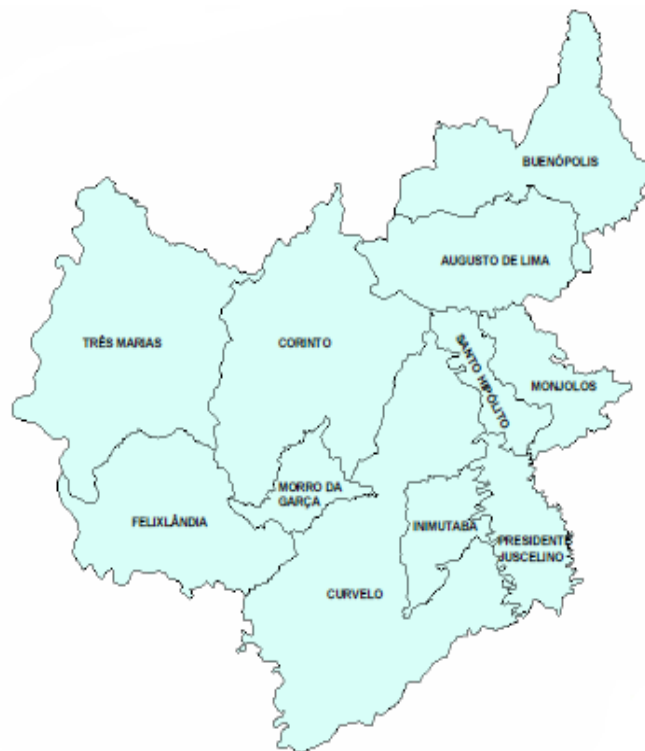 BUENÓPOLIS
AUGUSTO DE LIMA
TRÊS MARIAS
CORINTO
SANTO HIPÓLITO
MONJOLOS
MORRO DA
GARÇA
FELIXLÂNDIA
INIMUTABA
PRESIDENTE
JUSCELINO
CURVELO